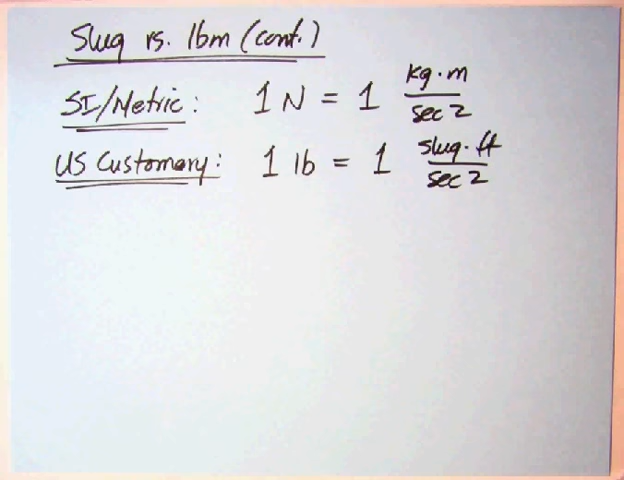 Slug vs. lbm (cont.)
SI/Metric: 1 N = 1 kg·m / sec2
US Customary: 1 lb = 1 slug·ft / sec2